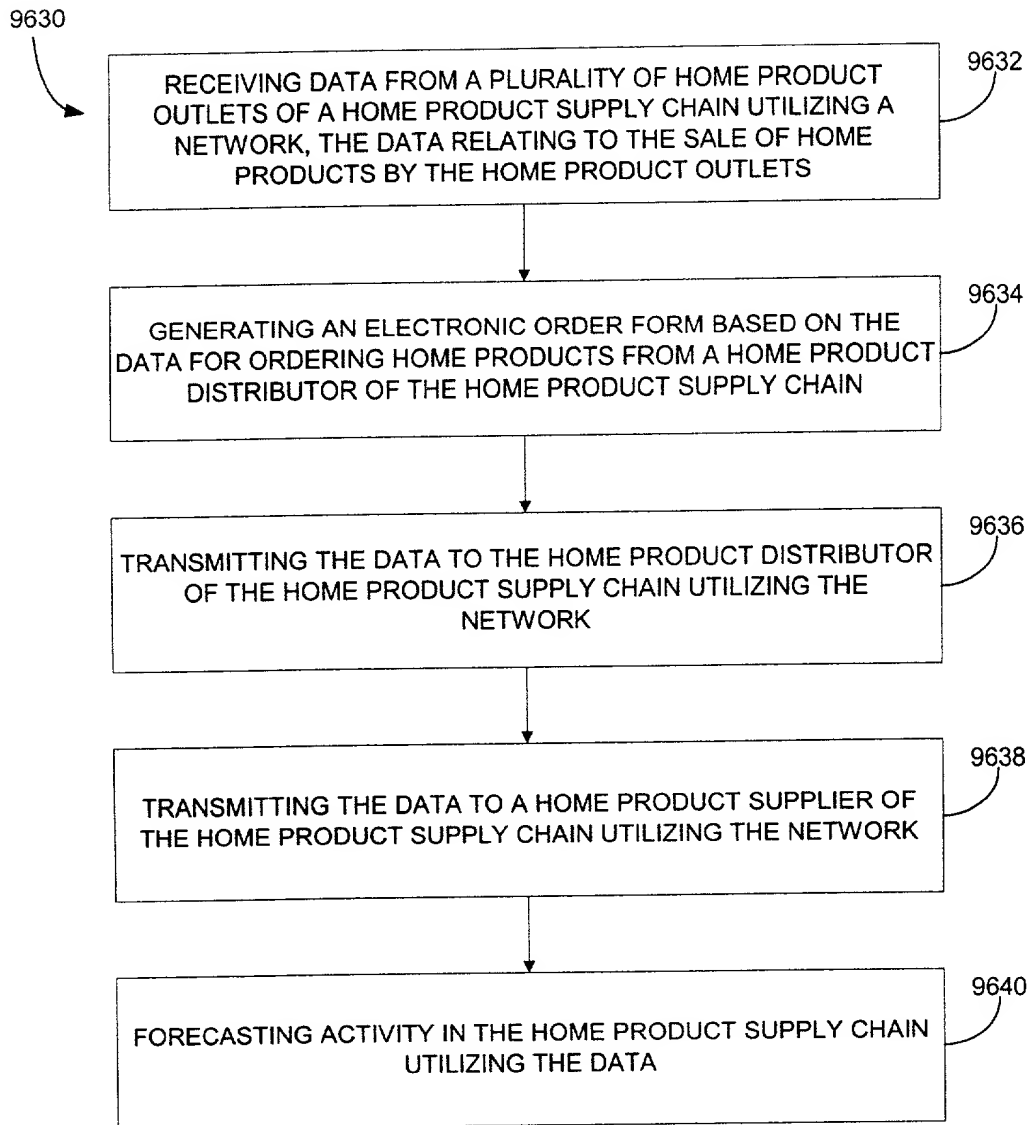 9630
RECEIVING DATA FROM A PLURALITY OF HOME PRODUCT
OUTLETS OF A HOME PRODUCT SUPPLY CHAIN UTILIZING A
NETWORK, THE DATA RELATING TO THE SALE OF HOME
PRODUCTS BY THE HOME PRODUCT OUTLETS
9632
GENERATING AN ELECTRONIC ORDER FORM BASED ON THE
DATA FOR ORDERING HOME PRODUCTS FROM A HOME PRODUCT
DISTRIBUTOR OF THE HOME PRODUCT SUPPLY CHAIN
9634
TRANSMITTING THE DATA TO THE HOME PRODUCT DISTRIBUTOR
OF THE HOME PRODUCT SUPPLY CHAIN UTILIZING THE
NETWORK
9636
TRANSMITTING THE DATA TO A HOME PRODUCT SUPPLIER OF
THE HOME PRODUCT SUPPLY CHAIN UTILIZING THE NETWORK
9638
FORECASTING ACTIVITY IN THE HOME PRODUCT SUPPLY CHAIN
UTILIZING THE DATA
9640